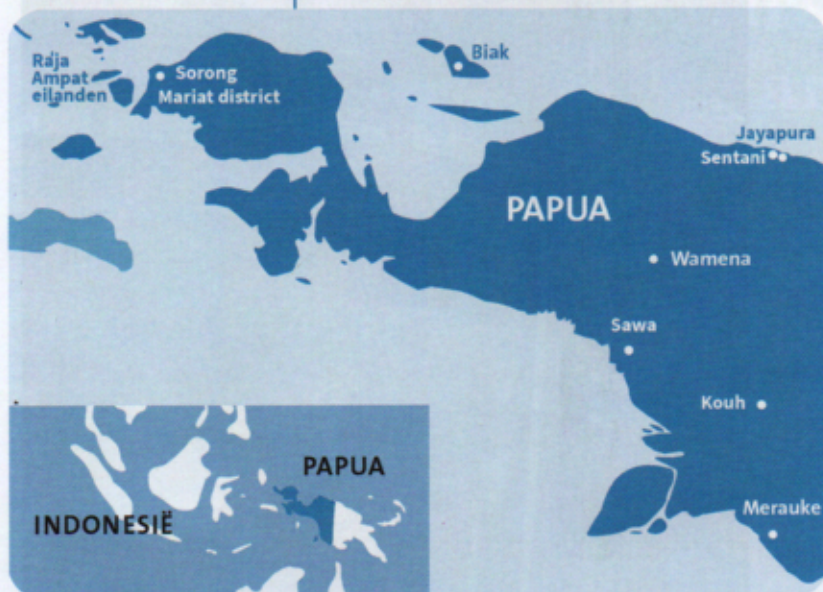 Raja
Ampat
eilanden
Sorong
Mariat district
Biak
Jayapura
Sentani
PAPUA
Wamena
Sawa
Kouh
Merauke
PAPUA
INDONESIË